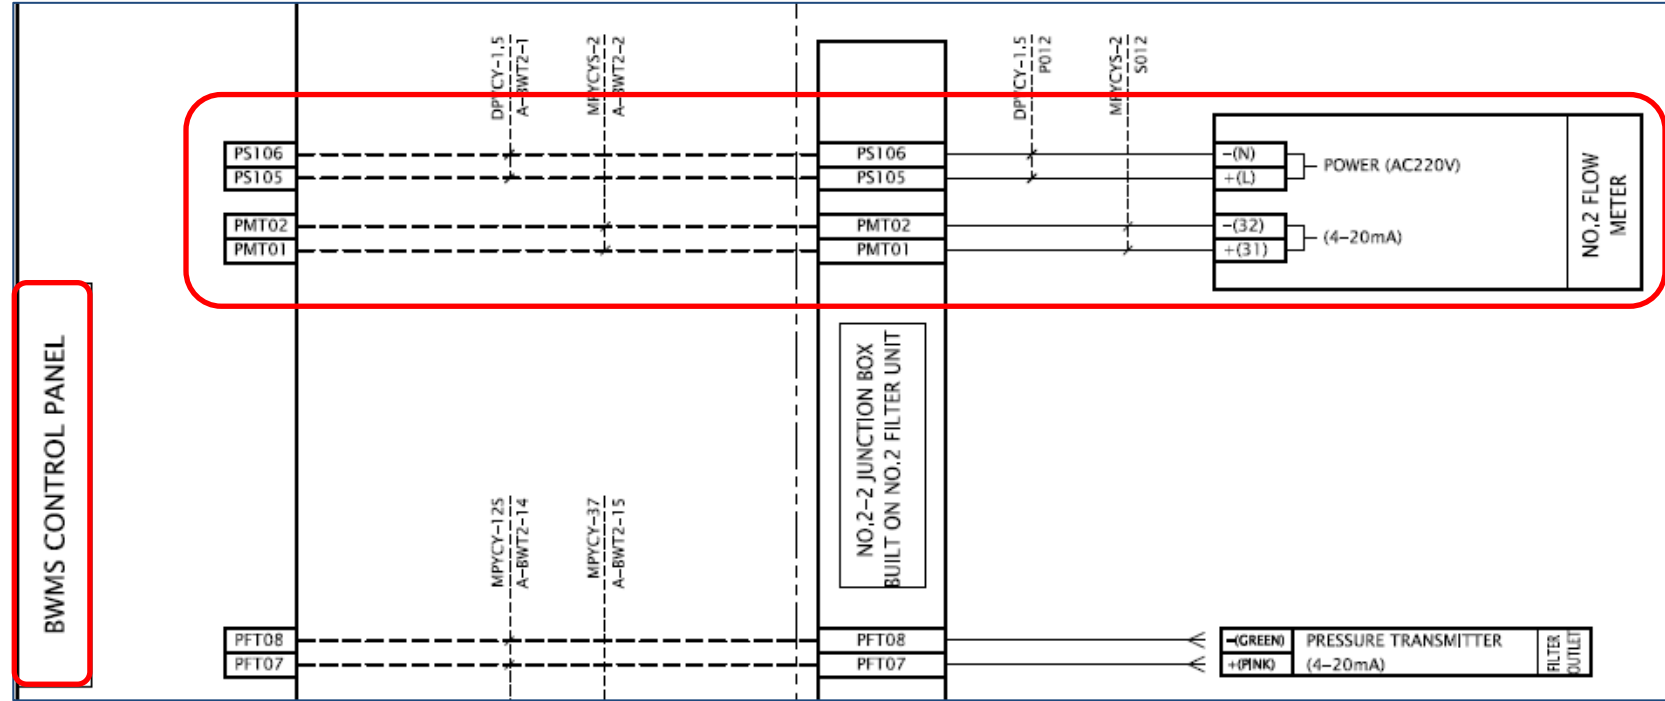 DPYCY-1.5
A-BWT2-1
MPYCYS-2
A-BWT2-2
DPYCY-1.5
P012
MPYCYS-2
S012
PS106
PS105
PMT02
PMT01
PS106
PS105
PMT02
PMT01
-(N)
+(L)
POWER (AC220V)
-(32)
+(31)
(4-20mA)
NO.2 FLOW
METER
BWMS CONTROL PANEL
NO.2-2 JUNCTION BOX
BUILT ON NO.2 FILTER UNIT
MPYCY-125
A-BWT2-14
MPYCY-37
A-BWT2-15
PFT08
PFT07
PFT08
PFT07
-(GREEN)
+(PINK)
PRESSURE TRANSMITTER
(4-20mA)
FILTER
OUTLET